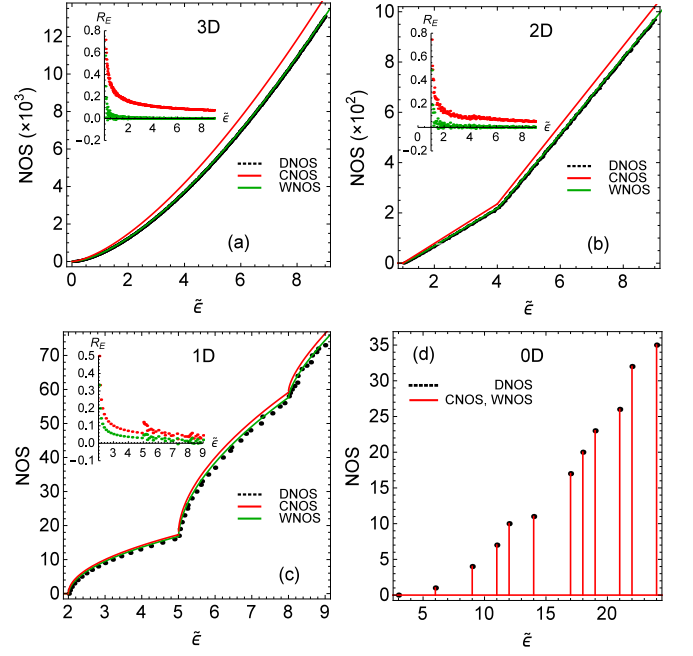 R_E
3D
0.8
0.6
0.4
0.2
0.0
−0.2
2 4 6 8
ε̃
NOS (×10³)
12
10
8
6
4
2
0
DNOS
CNOS
WNOS
(a)
0 2 4 6 8
ε̃
R_E
2D
0.8
0.6
0.4
0.2
0
−0.2
2 4 6 8
ε̃
NOS (×10²)
10
8
6
4
2
0
DNOS
CNOS
WNOS
(b)
2 4 6 8
ε̃
R_E
1D
0.5
0.4
0.3
0.2
0.1
0.0
−0.1
3 4 5 6 7 8 9
ε̃
NOS
70
60
50
40
30
20
10
0
DNOS
CNOS
WNOS
(c)
2 3 4 5 6 7 8 9
ε̃
(d)
0D
DNOS
CNOS, WNOS
NOS
35
30
25
20
15
10
5
0
5 10 15 20
ε̃